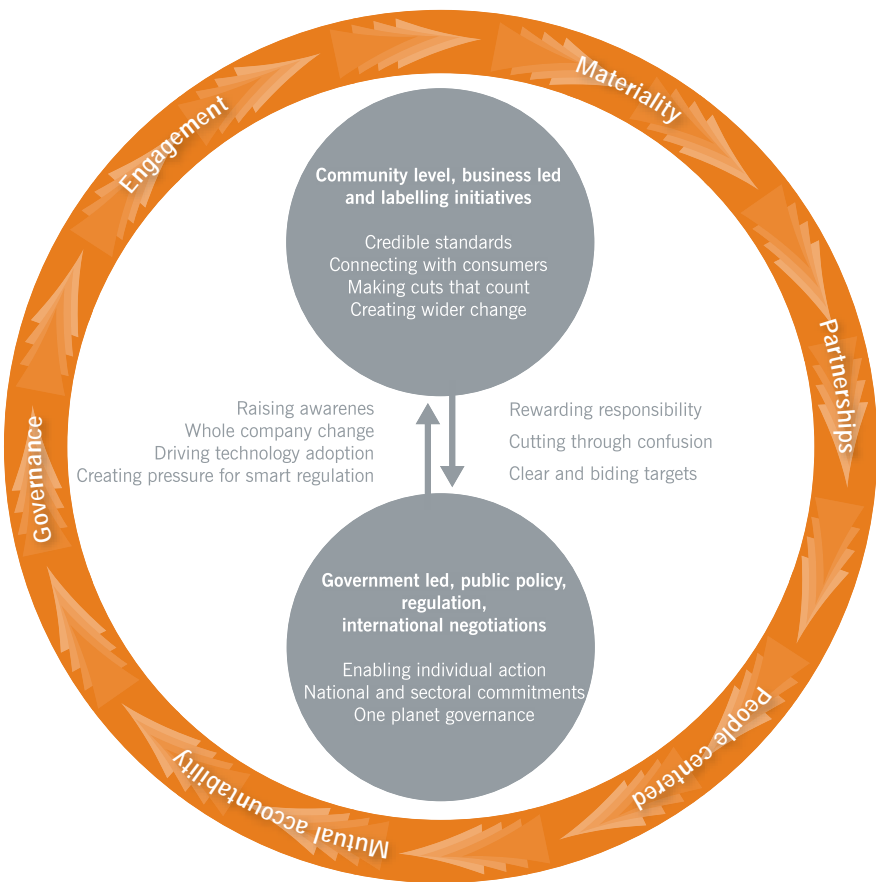 Engagement
Materiality
Partnerships
People centered
Mutual accountability
Governance
Community level, business led
and labelling initiatives
Credible standards
Connecting with consumers
Making cuts that count
Creating wider change
Raising awarenes
Whole company change
Driving technology adoption
Creating pressure for smart regulation
Rewarding responsibility
Cutting through confusion
Clear and biding targets
Government led, public policy,
regulation,
international negotiations
Enabling individual action
National and sectoral commitments
One planet governance